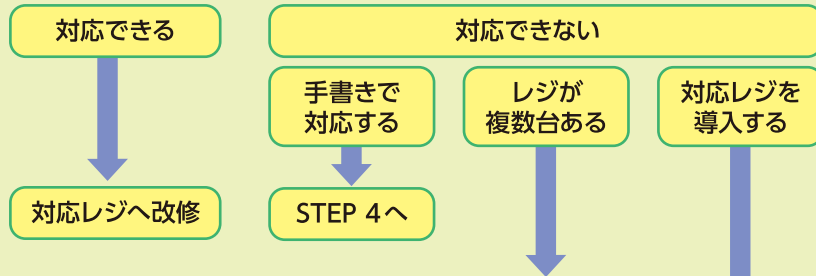 対応できる
対応できない
手書きで
対応する
レジが
複数台ある
対応レジを
導入する
対応レジへ改修
STEP 4へ